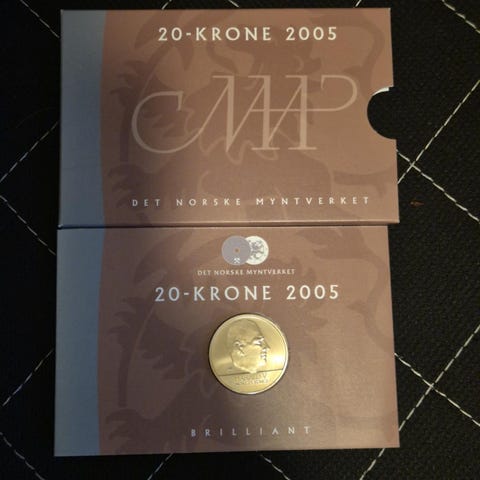 20-KRONE 2005
DET NORSKE MYNTVERKET
DET NORSKE MYNTVERKET
20-KRONE 2005
BRILLIANT